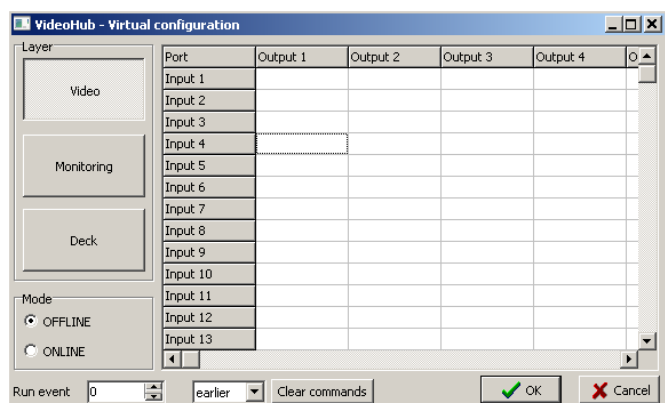 VideoHub - Virtual configuration
Layer
Video
Monitoring
Deck
Mode
OFFLINE
ONLINE
Port Output 1 Output 2 Output 3 Output 4 O
Input 1
Input 2
Input 3
Input 4
Input 5
Input 6
Input 7
Input 8
Input 9
Input 10
Input 11
Input 12
Input 13
Run event 0 earlier Clear commands OK Cancel